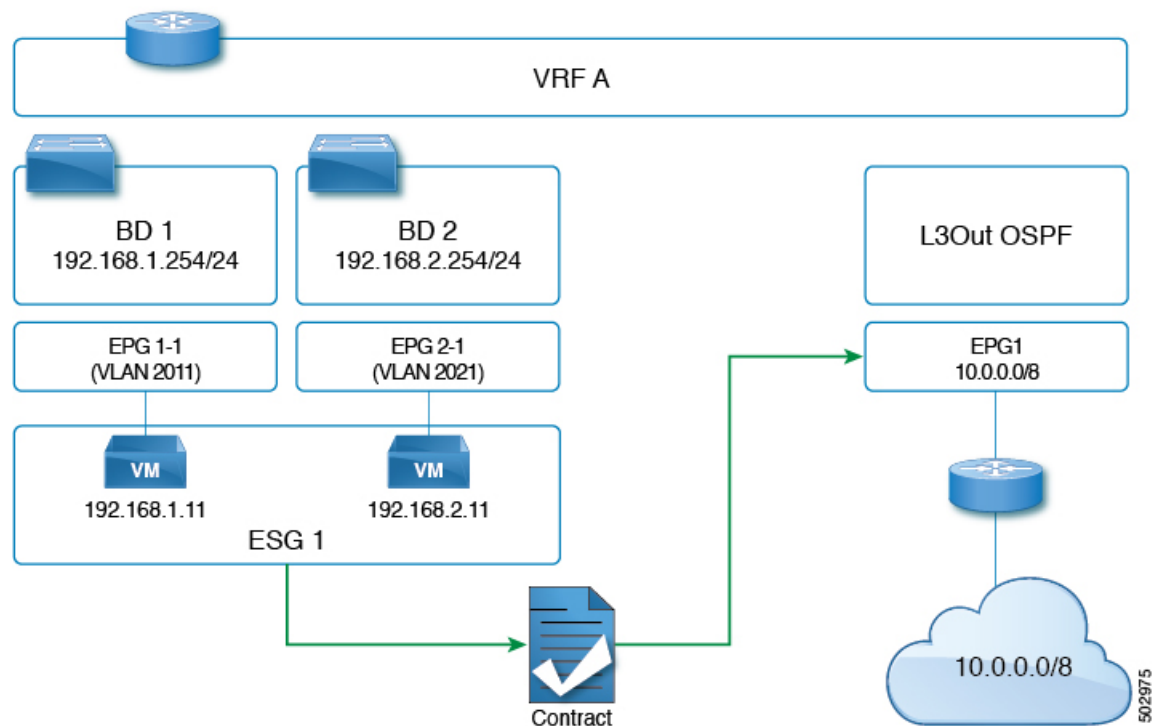 VRF A
BD 1
192.168.1.254/24
BD 2
192.168.2.254/24
L3Out OSPF
EPG 1-1
(VLAN 2011)
EPG 2-1
(VLAN 2021)
EPG1
10.0.0.0/8
VM
192.168.1.11
VM
192.168.2.11
ESG 1
Contract
10.0.0.0/8
502975